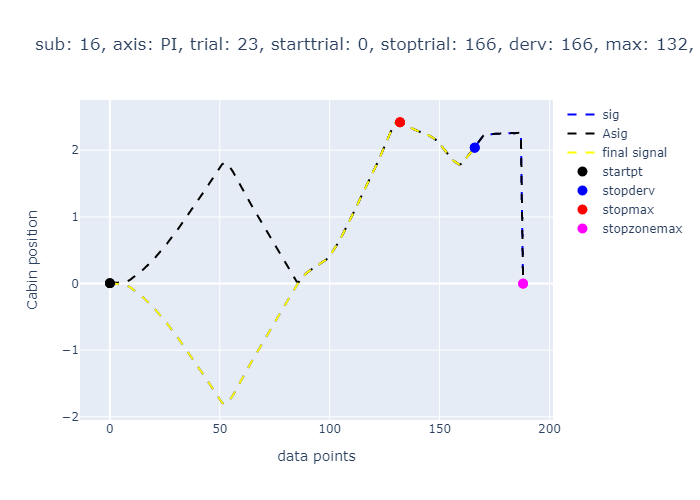 sub: 16, axis: PI, trial: 23, starttrial: 0, stoptrial: 166, derv: 166, max: 132,
sig
Asig
final signal
startpt
stopderv
stopmax
stopzonemax
Cabin position
2
1
0
−1
−2
0
50
100
150
200
data points